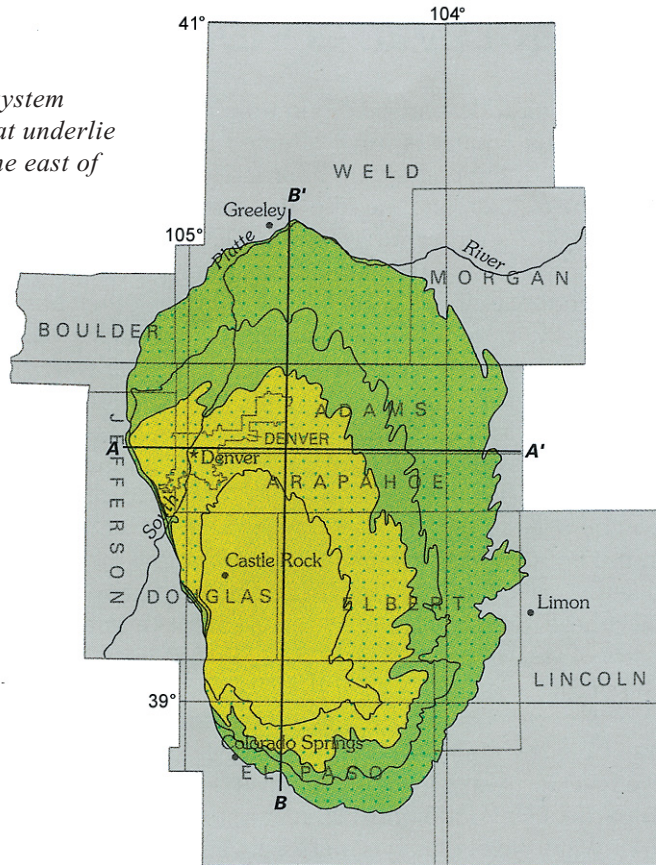 104°
41°
ystem
at underlie
ne east of
WELD
B'
Greeley
105°
Platte
River
MORGAN
BOULDER
ADAMS
JEFFERSON
DENVER
A
Denver
A'
ARAPAHOE
South
Castle Rock
DOUGLAS
ELBERT
Limon
LINCOLN
39°
Colorado Springs
EL PASO
B